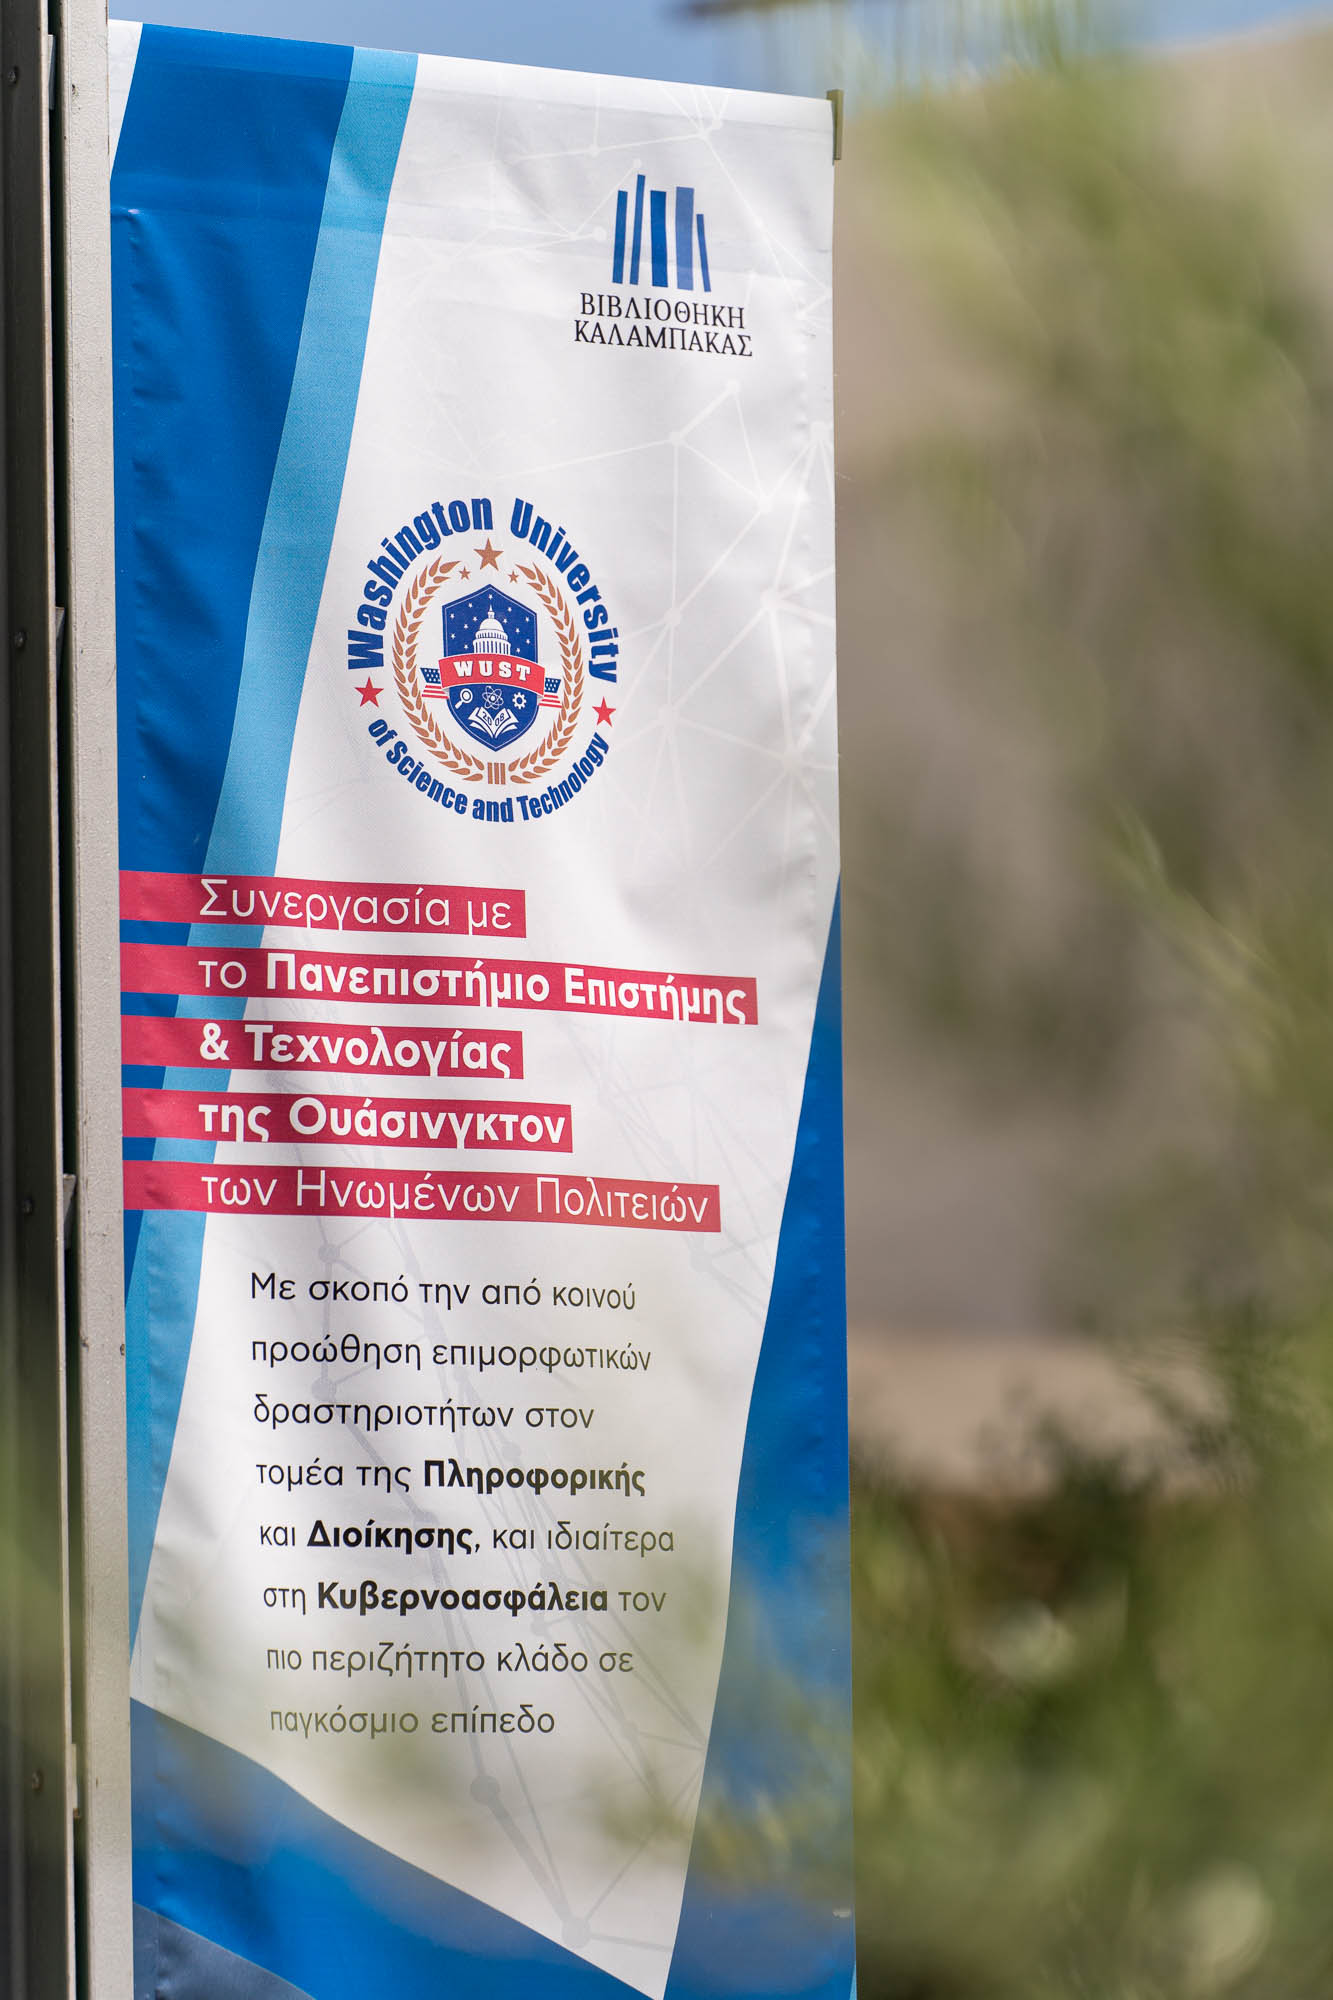 ΒΙΒΛΙΟΘΗΚΗ
ΚΑΛΑΜΠΑΚΑΣ
Washington University
WUST
2008
of Science and Technology
Συνεργασία με
το Πανεπιστήμιο Επιστήμης
& Τεχνολογίας
της Ουάσινγκτον
των Ηνωμένων Πολιτειών
Με σκοπό την από κοινού
προώθηση επιμορφωτικών
δραστηριοτήτων στον
τομέα της Πληροφορικής
και Διοίκησης, και ιδιαίτερα
στη Κυβερνοασφάλεια τον
πιο περιζήτητο κλάδο σε
παγκόσμιο επίπεδο